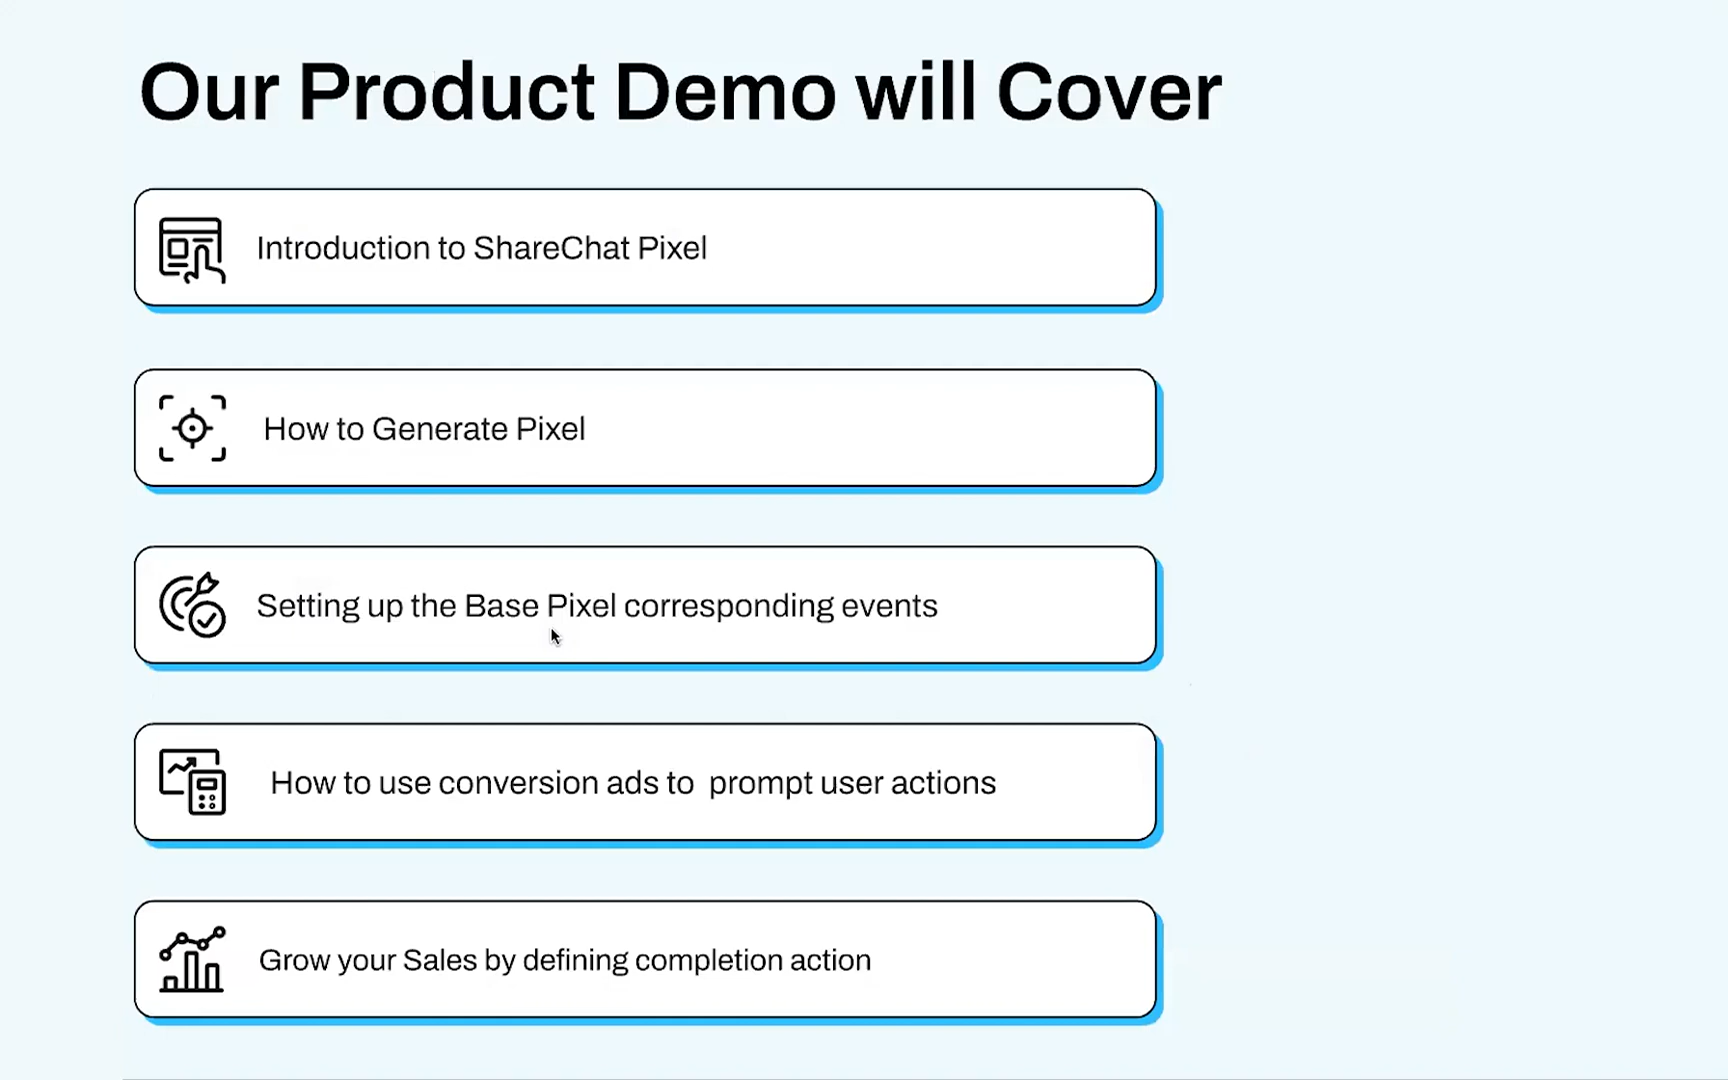 Our Product Demo will Cover
Introduction to ShareChat Pixel
How to Generate Pixel
Setting up the Base Pixel corresponding events
How to use conversion ads to  prompt user actions
Grow your Sales by defining completion action